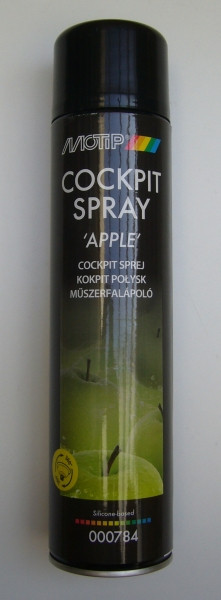 MOTIP
COCKPIT
SPRAY
'APPLE'
COCKPIT SPREJ
KOKPIT POŁYSK
MŰSZERFALÁPOLÓ
Silicone-based
000784